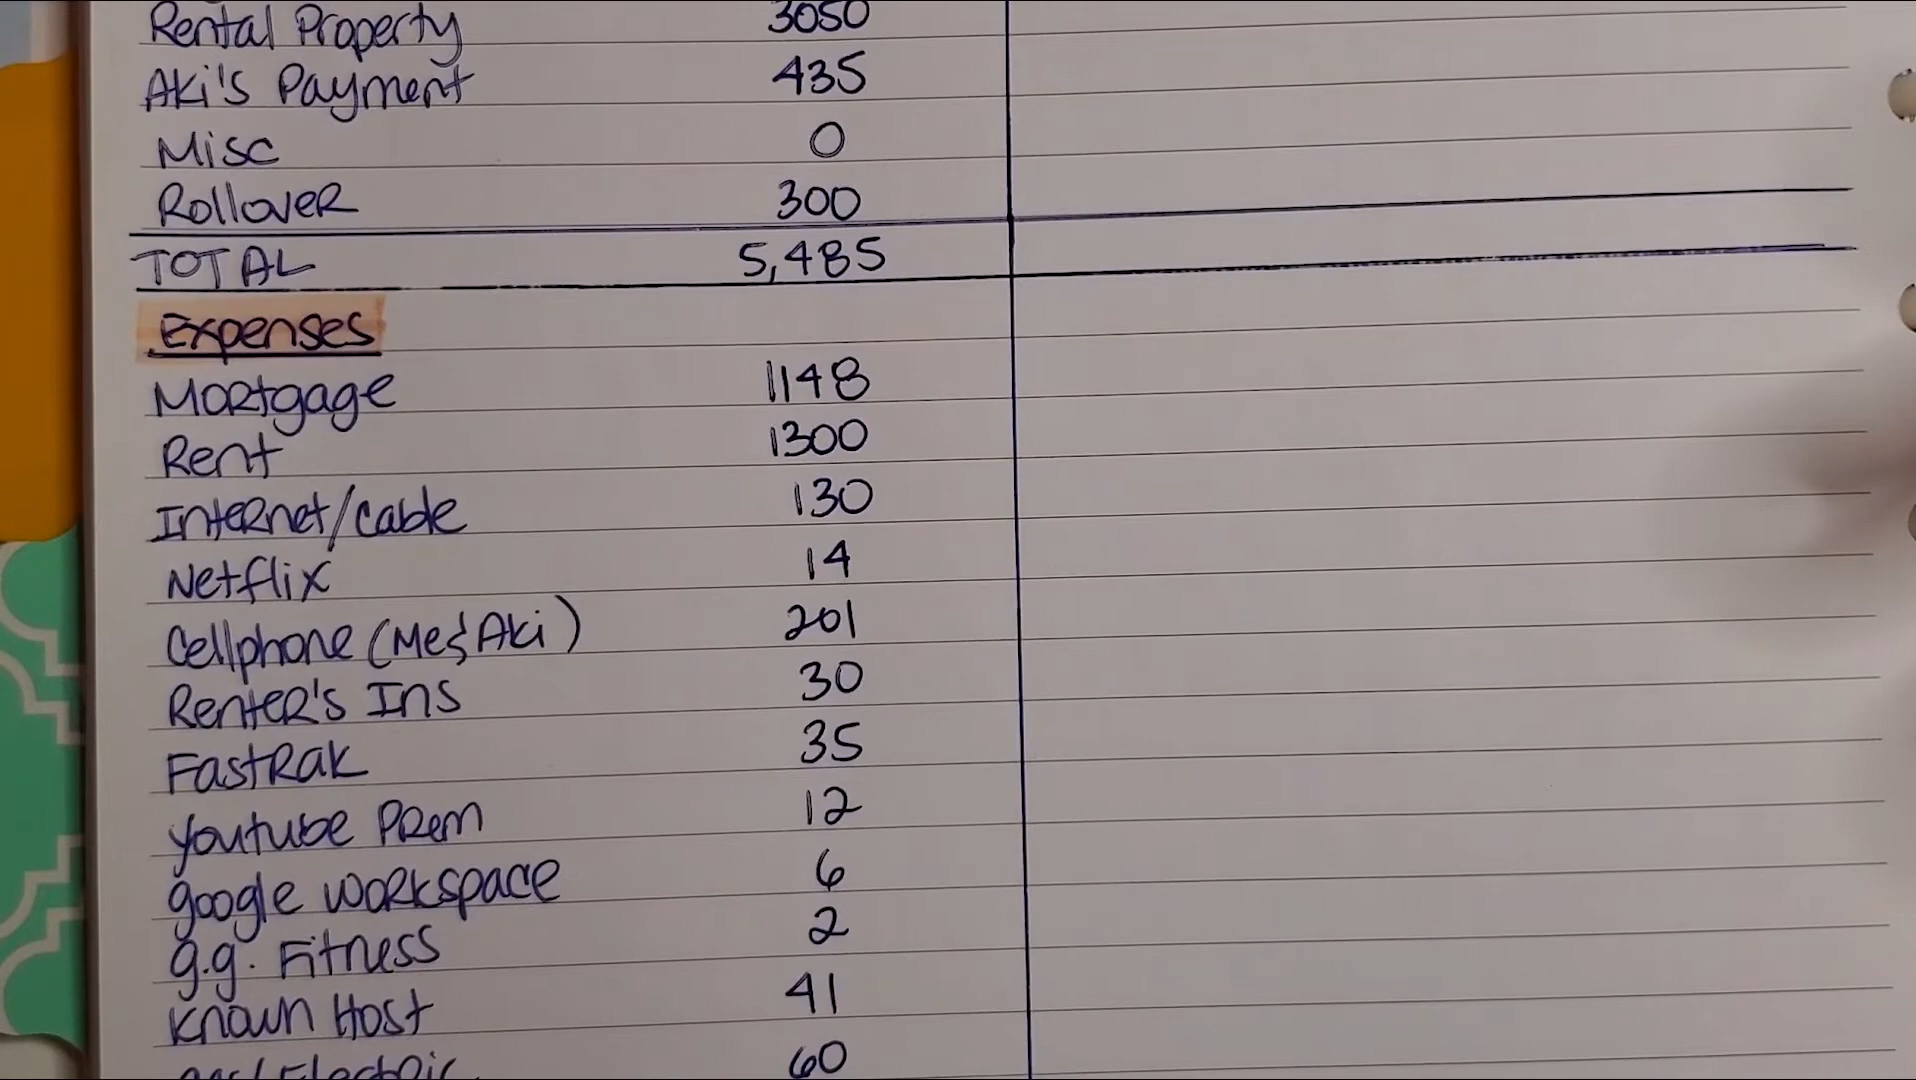 Rental Property 3050
Aki's Payment 435
Misc 0
Rollover 300
TOTAL 5,485
Expenses
Mortgage 1148
Rent 1300
Internet/cable 130
Netflix 14
Cellphone (Me & Aki) 201
Renter's Ins 30
FastRak 35
Youtube Prem 12
google workspace 6
g.g. Fitness 2
Known Host 41
gas/Electric 60